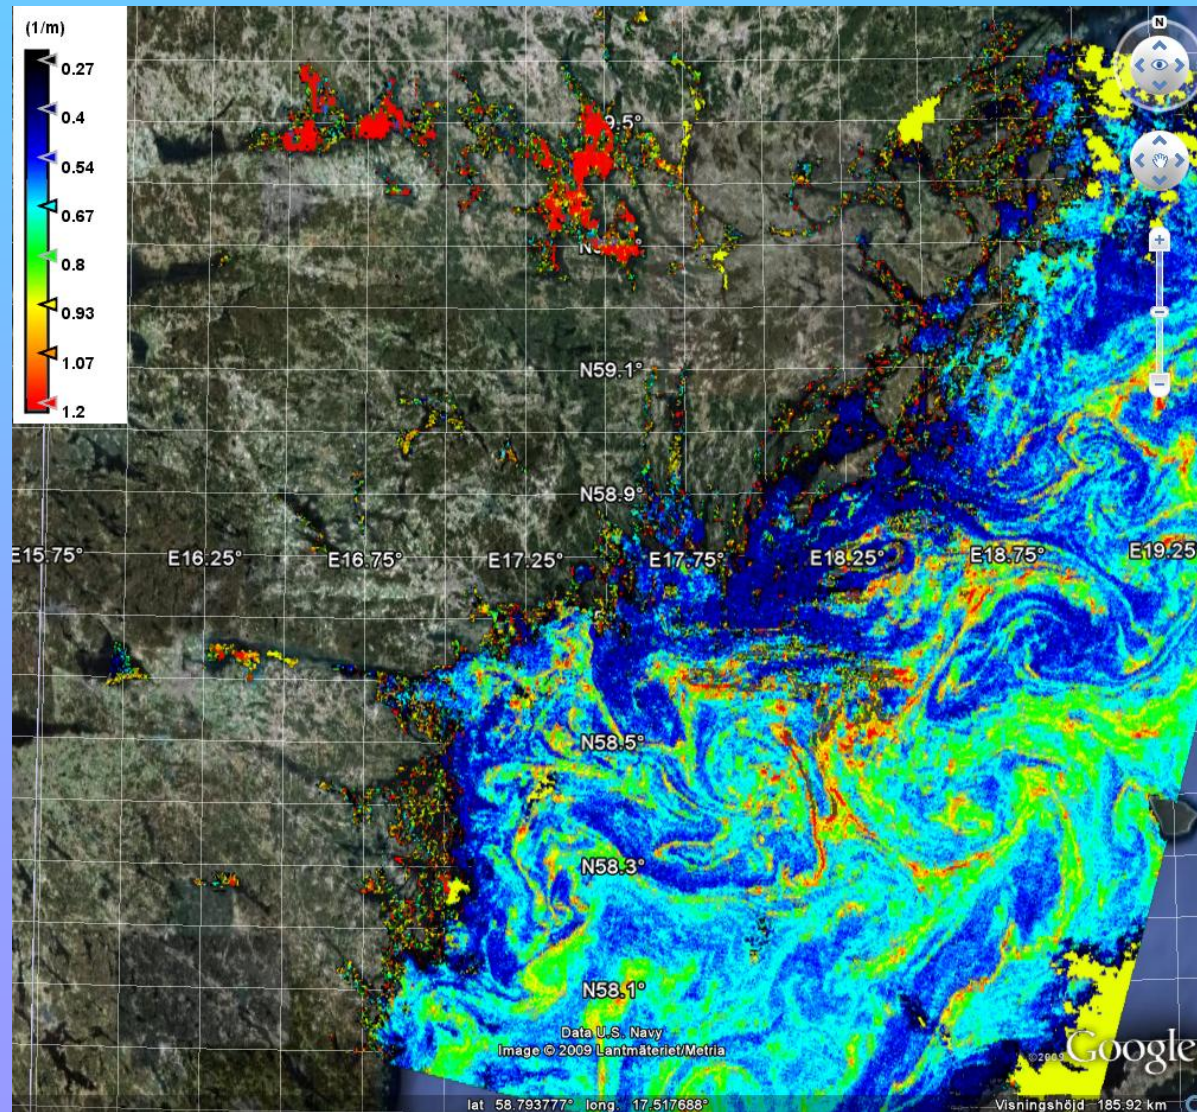 (1/m)
0.27
0.4
0.54
0.67
0.8
0.93
1.07
1.2
N
9.5°
N59.1°
N58.9°
E15.75° E16.25° E16.75° E17.25° E17.75° E18.25° E18.75° E19.25
N58.5°
N58.3°
N58.1°
Data U.S. Navy
Image © 2009 Lantmäteriet/Metria
©2009 Google
lat 58.793777° long. 17.517688° Visningshöjd 185.92 km